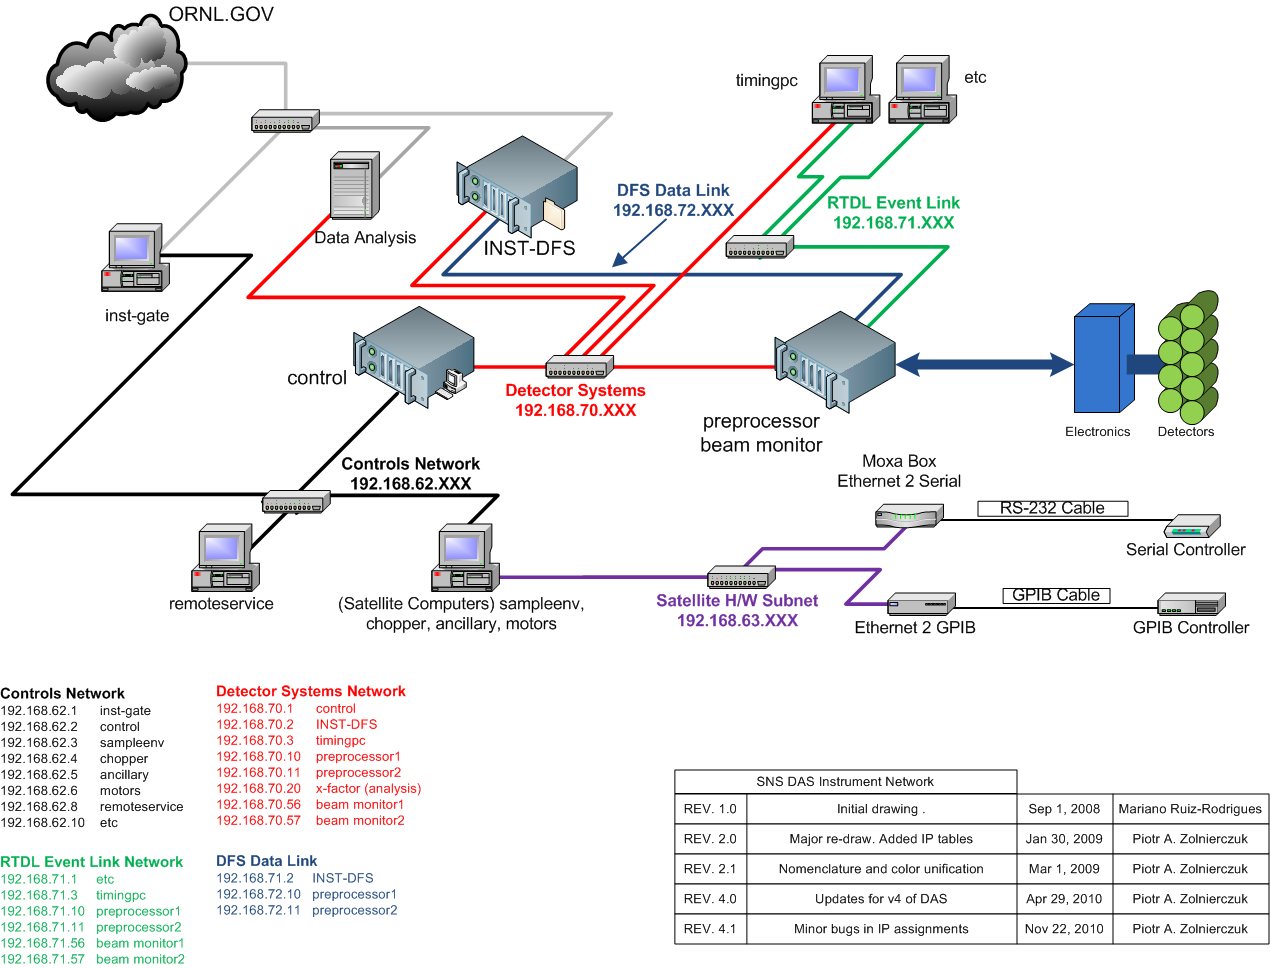 ORNL.GOV
timingpc
etc
DFS Data Link
192.168.72.XXX
RTDL Event Link
192.168.71.XXX
Data Analysis
INST-DFS
inst-gate
control
Detector Systems
192.168.70.XXX
preprocessor
beam monitor
Electronics
Detectors
Controls Network
192.168.62.XXX
Moxa Box
Ethernet 2 Serial
RS-232 Cable
Serial Controller
remoteservice
(Satellite Computers) sampleenv,
chopper, ancillary, motors
Satellite H/W Subnet
192.168.63.XXX
GPIB Cable
Ethernet 2 GPIB
GPIB Controller
Controls Network
192.168.62.1 inst-gate
192.168.62.2 control
192.168.62.3 sampleenv
192.168.62.4 chopper
192.168.62.5 ancillary
192.168.62.6 motors
192.168.62.8 remoteservice
192.168.62.10 etc
Detector Systems Network
192.168.70.1 control
192.168.70.2 INST-DFS
192.168.70.3 timingpc
192.168.70.10 preprocessor1
192.168.70.11 preprocessor2
192.168.70.20 x-factor (analysis)
192.168.70.56 beam monitor1
192.168.70.57 beam monitor2
RTDL Event Link Network
192.168.71.1 etc
192.168.71.3 timingpc
192.168.71.10 preprocessor1
192.168.71.11 preprocessor2
192.168.71.56 beam monitor1
192.168.71.57 beam monitor2
DFS Data Link
192.168.71.2 INST-DFS
192.168.72.10 preprocessor1
192.168.72.11 preprocessor2
SNS DAS Instrument Network
REV. 1.0 Initial drawing . Sep 1, 2008 Mariano Ruiz-Rodrigues
REV. 2.0 Major re-draw. Added IP tables Jan 30, 2009 Piotr A. Zolnierczuk
REV. 2.1 Nomenclature and color unification Mar 1, 2009 Piotr A. Zolnierczuk
REV. 4.0 Updates for v4 of DAS Apr 29, 2010 Piotr A. Zolnierczuk
REV. 4.1 Minor bugs in IP assignments Nov 22, 2010 Piotr A. Zolnierczuk